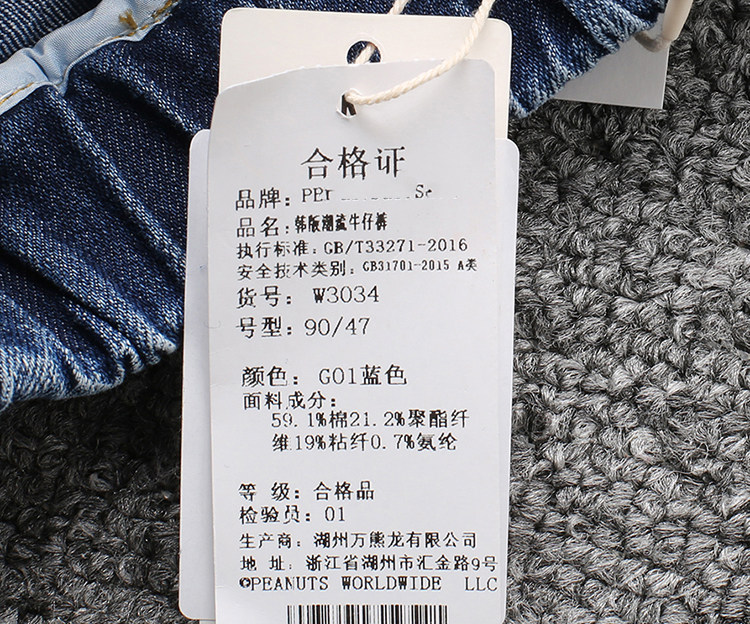 合格证
品牌:
品名:韩版潮流牛仔裤
执行标准:GB/T33271-2016
安全技术类别:GB31701-2015 A类
货号: W3034
号型:90/47
颜色: G01蓝色
面料成分:
59.1%棉21.2%聚酯纤
维19%粘纤0.7%氨纶
等 级:合格品
检验员:01
生产商:湖州万熊龙有限公司
地 址:浙江省湖州市汇金路9号
©PEANUTS WORLDWIDE LLC